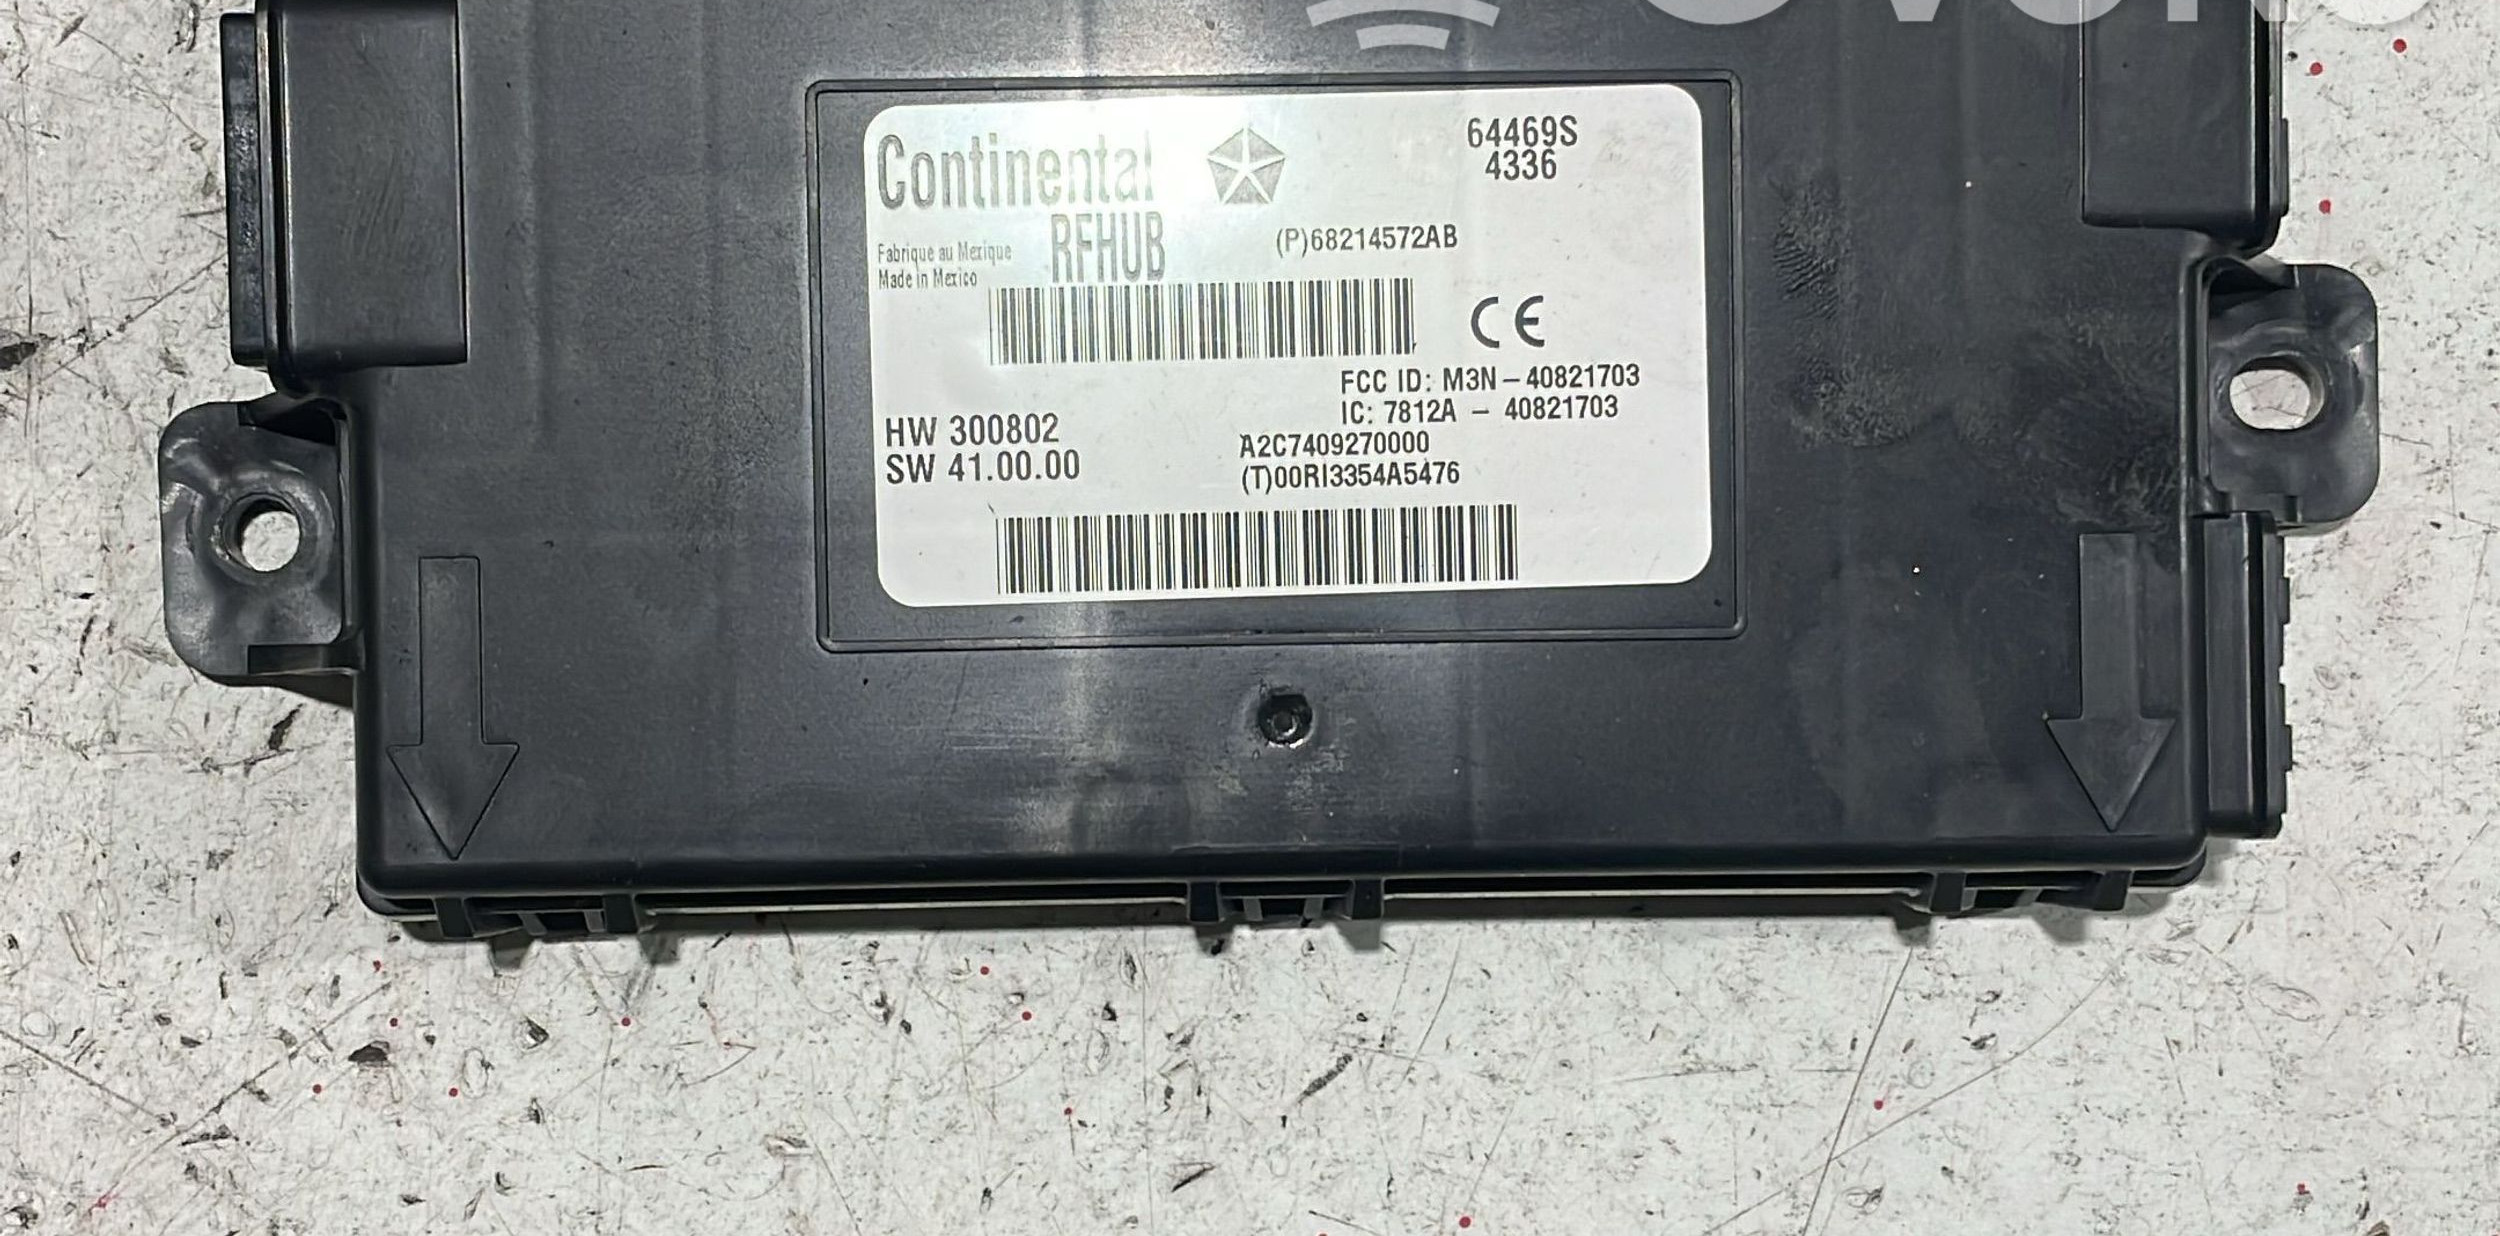 Continental
64469S
4336
RFHUB
Fabrique au Mexique
Made in Mexico
(P)68214572AB
CE
FCC ID: M3N-40821703
IC: 7812A - 40821703
HW 300802
SW 41.00.00
A2C7409270000
(T)00RI3354A5476